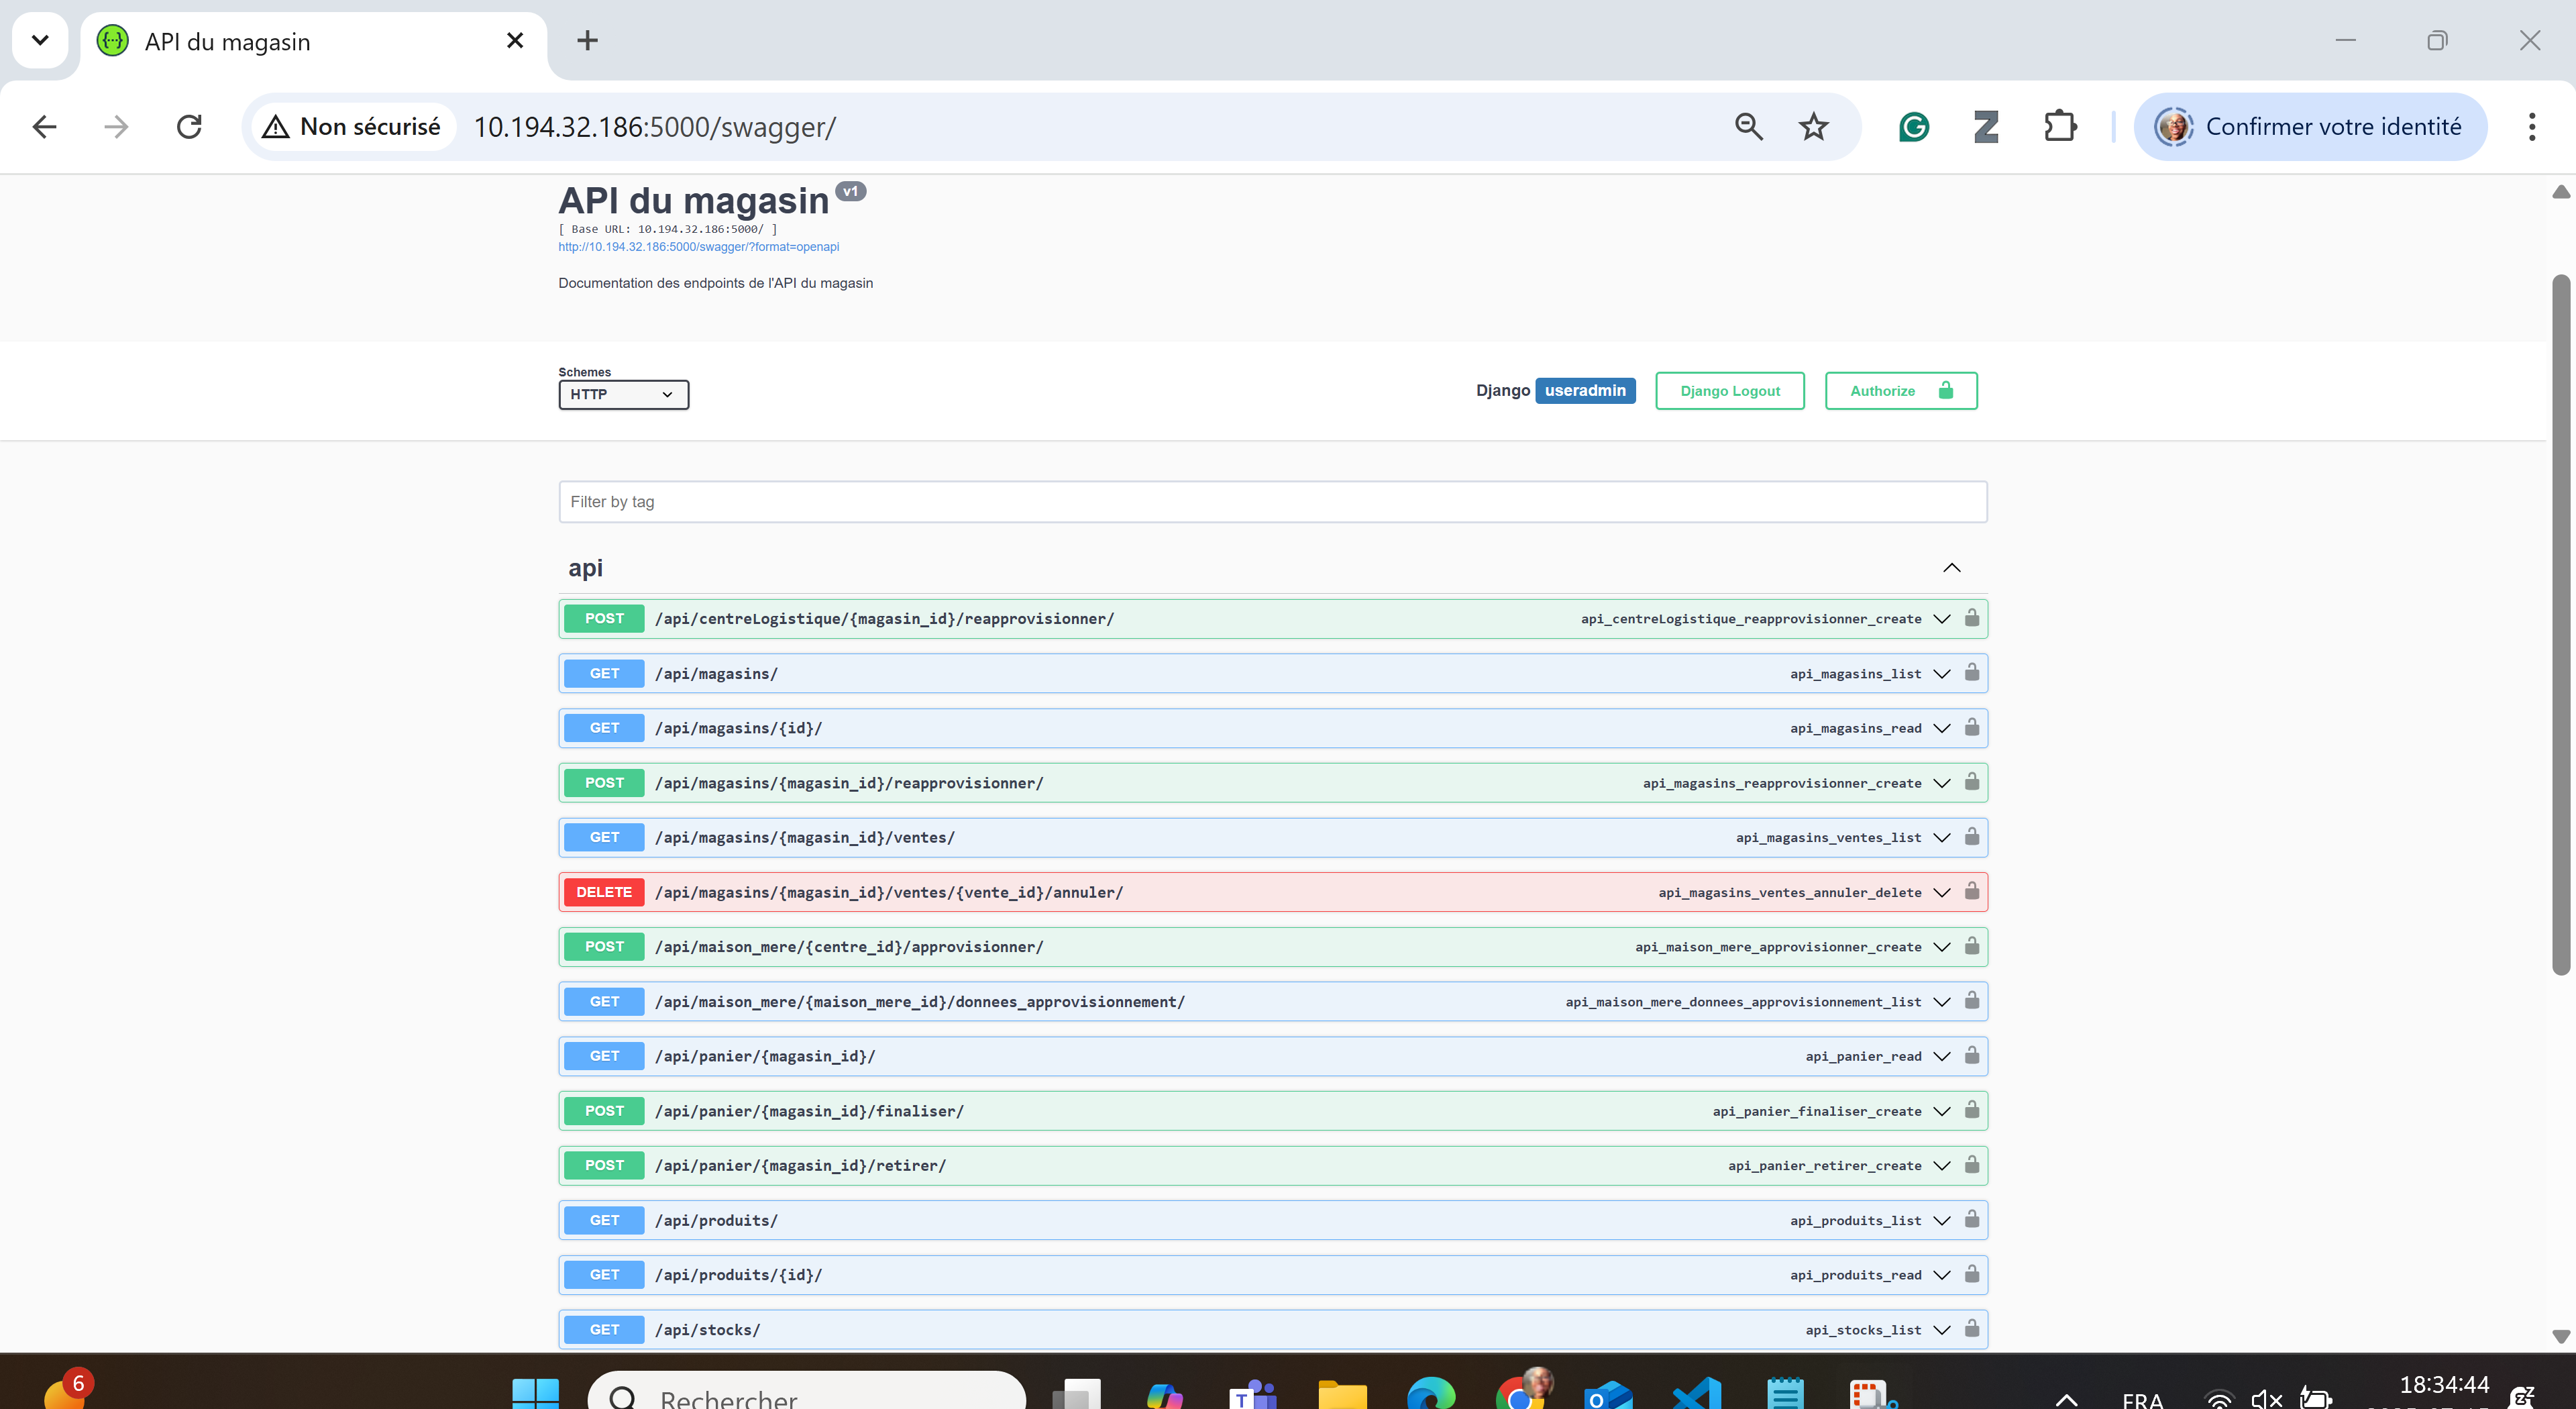 API du magasin
Non sécurisé 10.194.32.186:5000/swagger/ Confirmer votre identité
API du magasin v1
[ Base URL: 10.194.32.186:5000/ ]
http://10.194.32.186:5000/swagger/?format=openapi
Documentation des endpoints de l'API du magasin
Schemes
HTTP
Django useradmin Django Logout Authorize
Filter by tag
api
POST /api/centreLogistique/{magasin_id}/reapprovisionner/ api_centreLogistique_reapprovisionner_create
GET /api/magasins/ api_magasins_list
GET /api/magasins/{id}/ api_magasins_read
POST /api/magasins/{magasin_id}/reapprovisionner/ api_magasins_reapprovisionner_create
GET /api/magasins/{magasin_id}/ventes/ api_magasins_ventes_list
DELETE /api/magasins/{magasin_id}/ventes/{vente_id}/annuler/ api_magasins_ventes_annuler_delete
POST /api/maison_mere/{centre_id}/approvisionner/ api_maison_mere_approvisionner_create
GET /api/maison_mere/{maison_mere_id}/donnees_approvisionnement/ api_maison_mere_donnees_approvisionnement_list
GET /api/panier/{magasin_id}/ api_panier_read
POST /api/panier/{magasin_id}/finaliser/ api_panier_finaliser_create
POST /api/panier/{magasin_id}/retirer/ api_panier_retirer_create
GET /api/produits/ api_produits_list
GET /api/produits/{id}/ api_produits_read
GET /api/stocks/ api_stocks_list
6
Rechercher
FRA
18:34:44